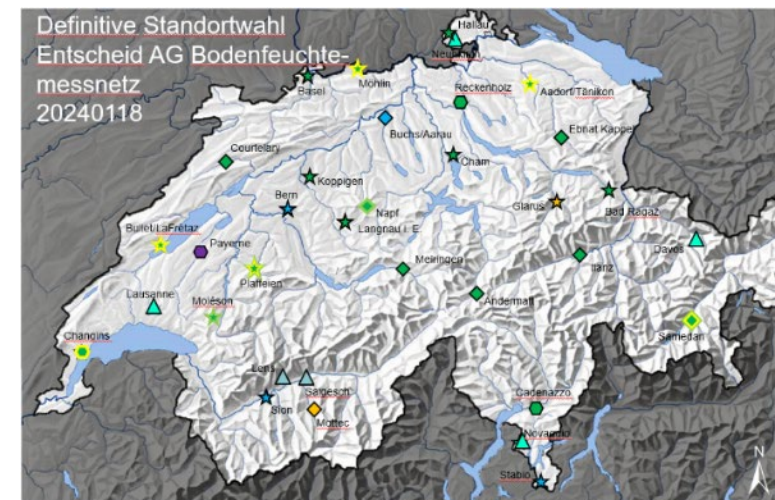 Definitive Standortwahl
Entscheid AG Bodenfeuchte-
messnetz
20240118
Hallau
Neunkirch
Basel
Möhlin
Reckenholz
Aadorf/Tänikon
Buchs/Aarau
Ebnat Kappel
Courtelary
Cham
Koppigen
Bern
Napf
Glarus
Bad Ragaz
Langnau i. E.
Bullet/LaFrétaz
Payerne
Davos
Meiringen
Ilanz
Plaffeien
Lausanne
Moléson
Andermatt
Changins
Samedan
Lens
Salgesch
Sion
Mottec
Cadenazzo
Novaggio
Stabio
N